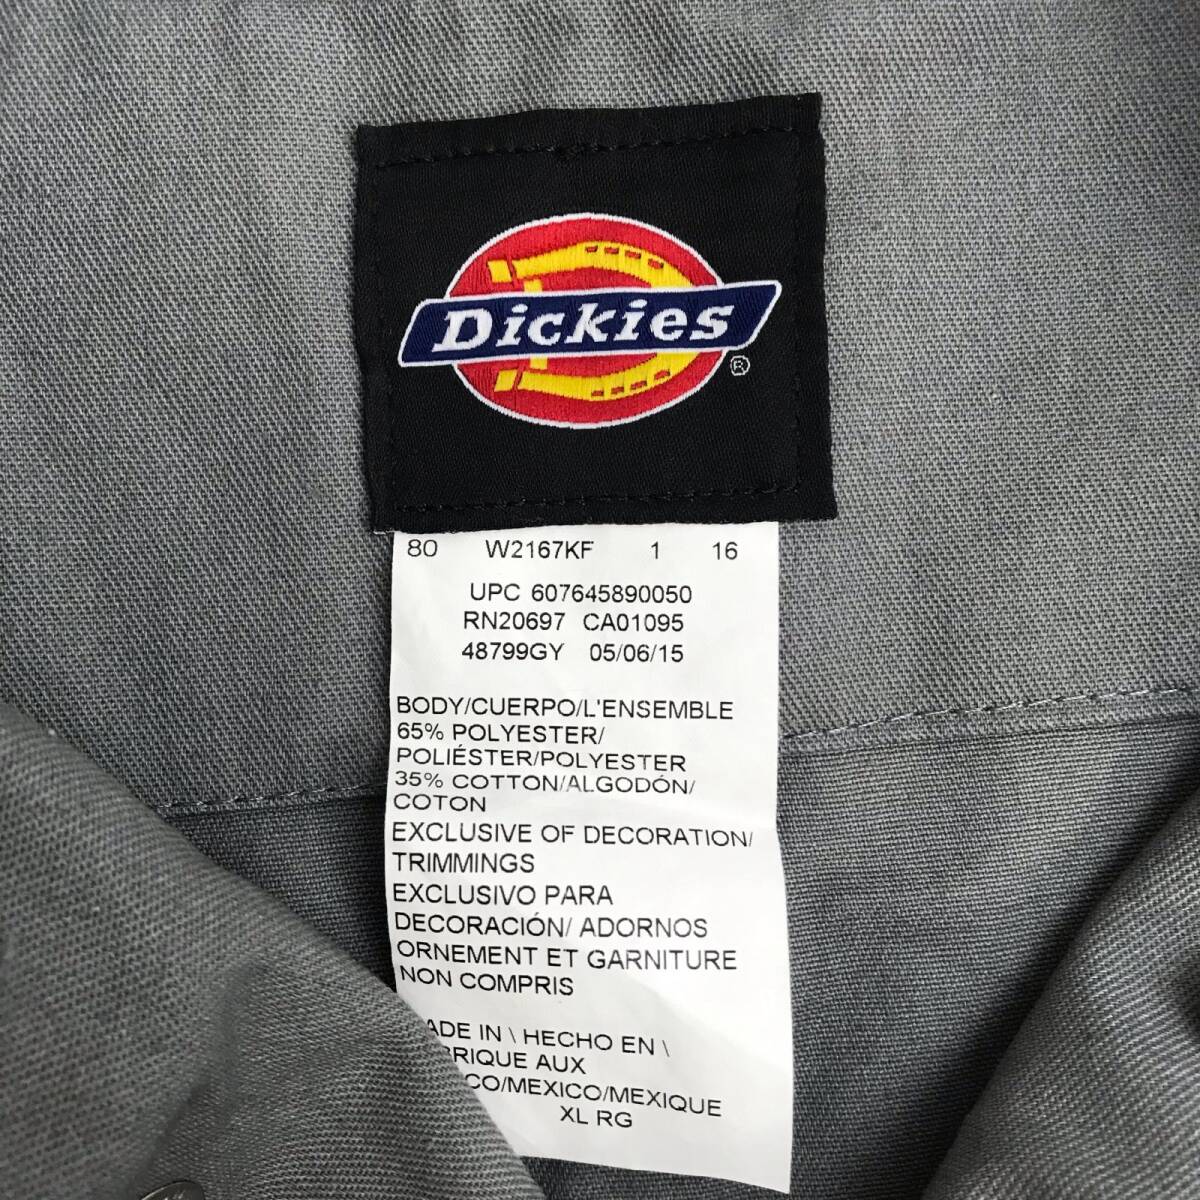 Dickies
®
80 W2167KF 1 16
UPC 607645890050
RN20697 CA01095
48799GY 05/06/15
BODY/CUERPO/L'ENSEMBLE
65% POLYESTER/
POLIÉSTER/POLYESTER
35% COTTON/ALGODÓN/
COTON
EXCLUSIVE OF DECORATION/
TRIMMINGS
EXCLUSIVO PARA
DECORACIÓN/ ADORNOS
ORNEMENT ET GARNITURE
NON COMPRIS
ADE IN \ HECHO EN \
BRIQUE AUX
CO/MEXICO/MEXIQUE
XL RG